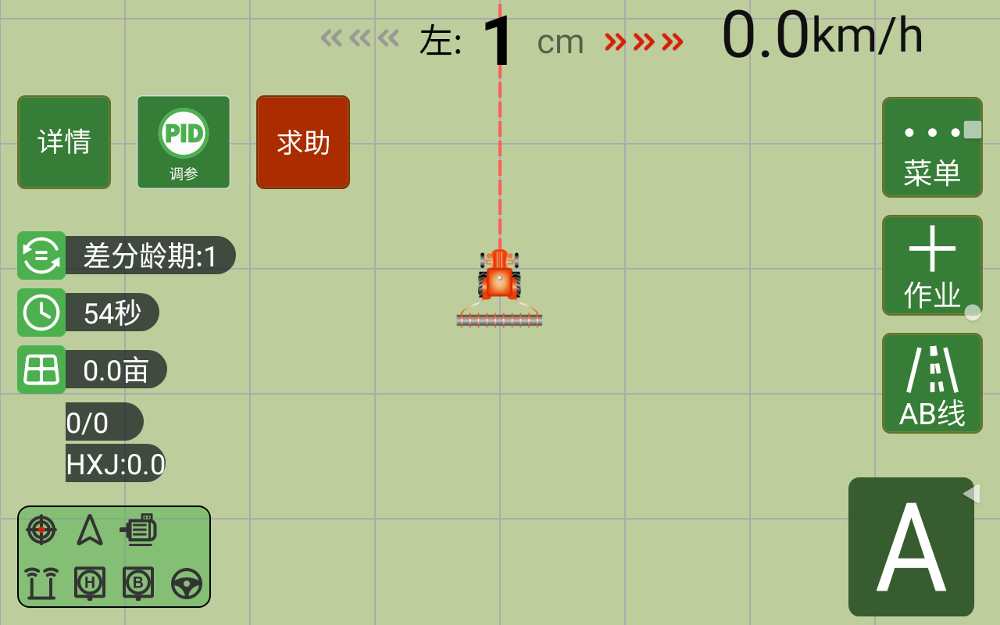 左: 1 cm 0.0km/h
详情
PID
调参
求助
菜单
差分龄期:1
作业
54秒
0.0亩
AB线
0/0
HXJ:0.0
A
H
B